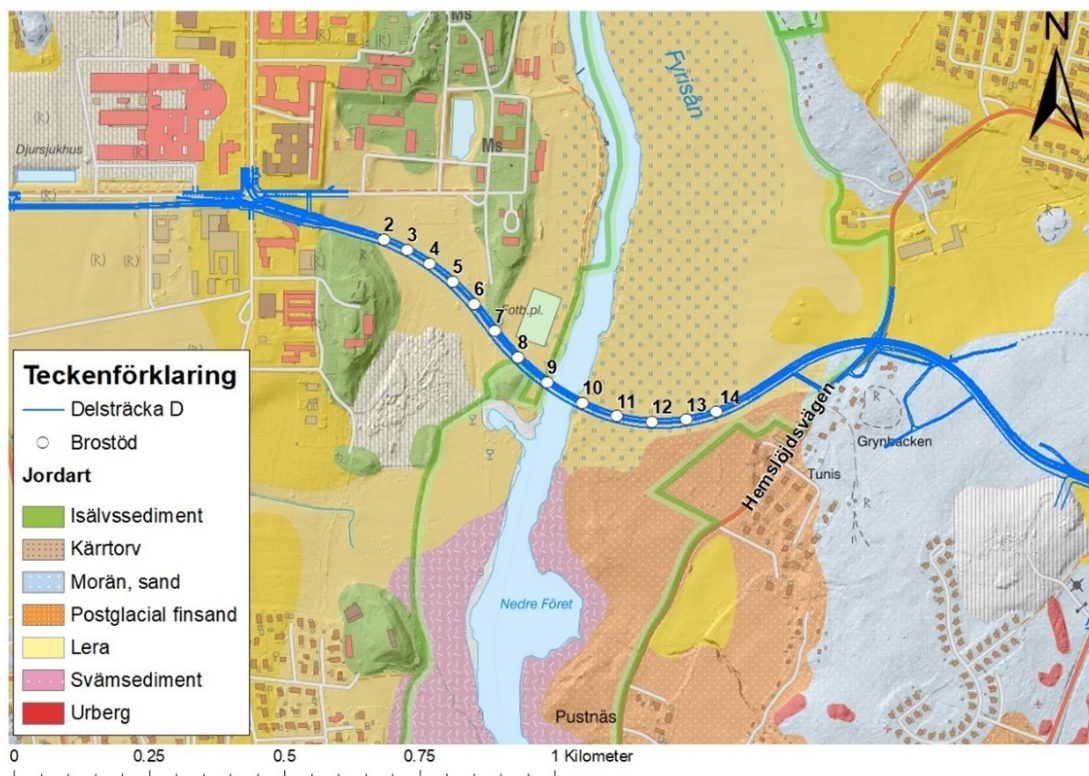 Ms
N
Fyrisån
(R)
Djursjukhus
Ms
(R)
(R)
(R)
(R)
R
2
3
4
5
6
7
8
9
10
11
12
13
14
Fotb.pl.
Hemslöjdsvägen
R
Grynbacken
Tunis
R
Nedre Föret
Pustnäs
Teckenförklaring
Delsträcka D
Brostöd
Jordart
Isälvssediment
Kärrtorv
Morän, sand
Postglacial finsand
Lera
Svämsediment
Urberg
0 0.25 0.5 0.75 1 Kilometer